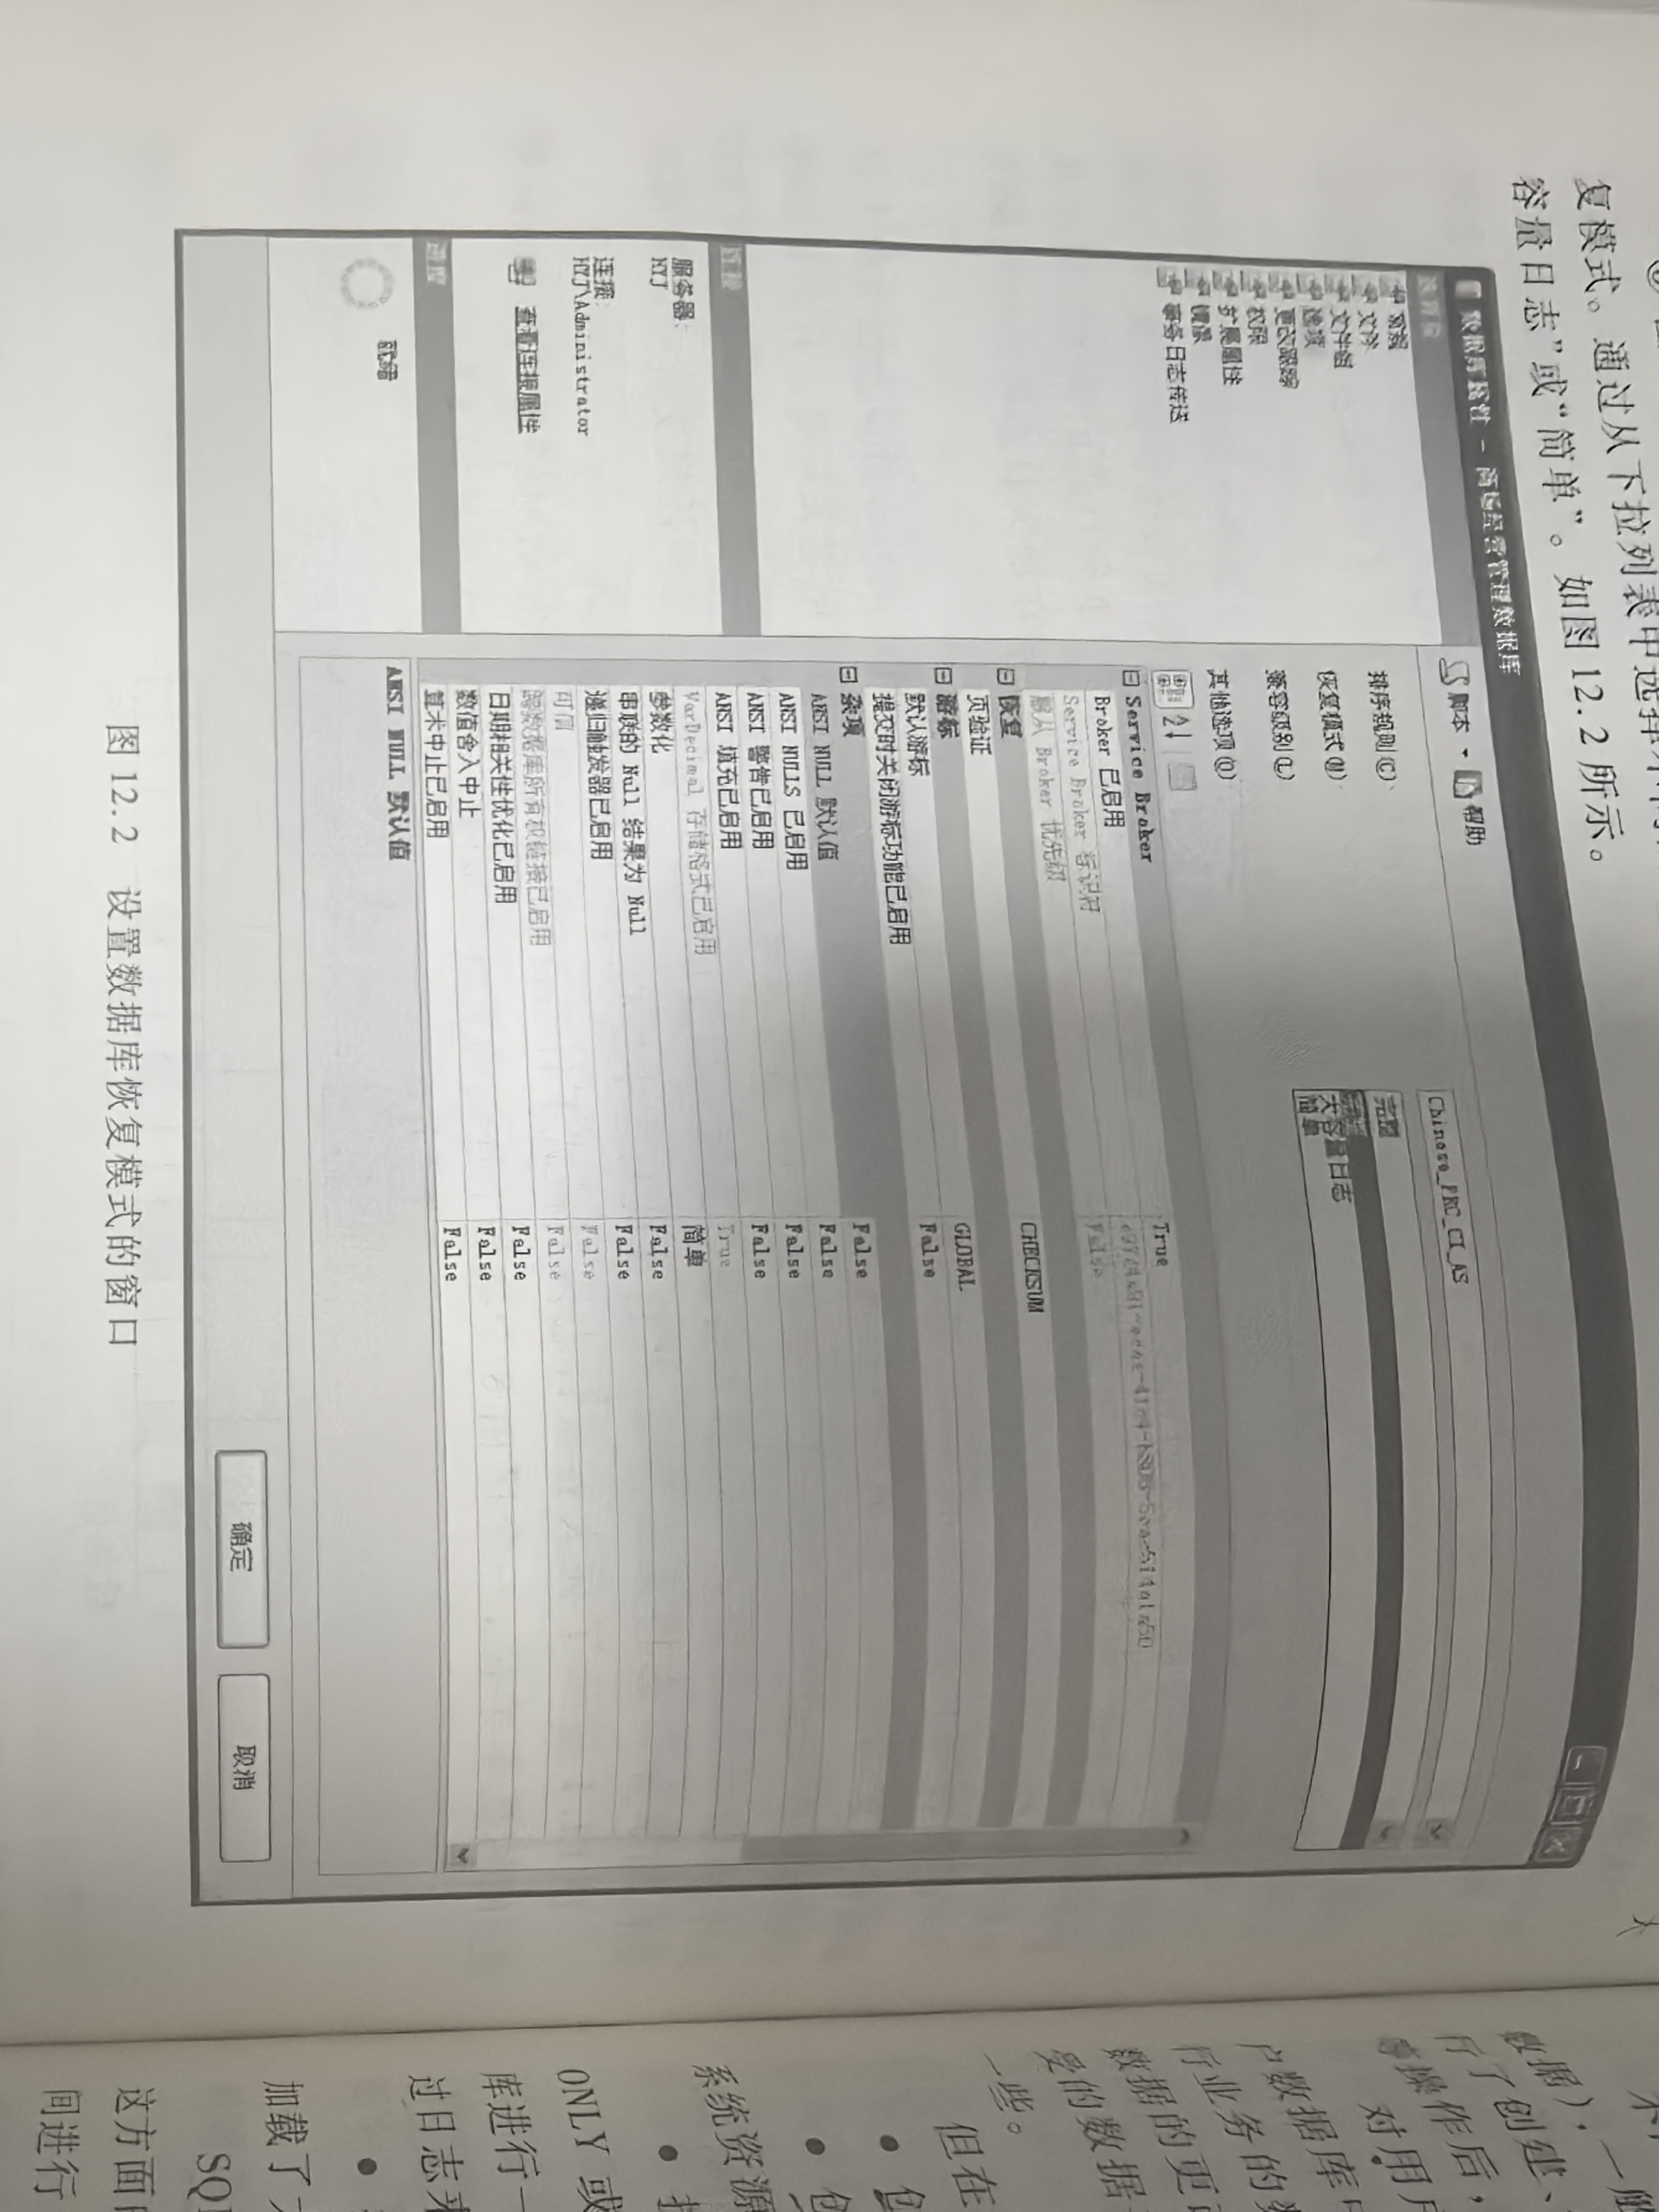 复模式。通过从下拉列表中选择不同
容量日志”或“简单”。如图 12.2 所示。
数据库属性 - 商场经营管理数据库
选择页
常规
文件
文件组
选项
更改跟踪
权限
扩展属性
镜像
事务日志传送
脚本 帮助
排序规则(C) Chinese_PRC_CI_AS
恢复模式(M) 完整
完整
大容量日志
简单
兼容级别(L)
其他选项(O)
Service Broker
Broker 已启用 True
Service Broker 标识符
服从 Broker 优先级 False
恢复
页验证 CHECKSUM
游标
默认游标 GLOBAL
提交时关闭游标功能已启用 False
杂项
ANSI NULL 默认值 False
ANSI NULLS 已启用 False
ANSI 警告已启用 False
ANSI 填充已启用 False
VarDecimal 存储格式已启用 True
参数化 简单
串联的 Null 结果为 Null False
递归触发器已启用 False
可信 False
跨数据库所有权链接已启用 False
日期相关性优化已启用 False
数值舍入中止 False
算术中止已启用 False
ANSI NULL 默认值
连接
服务器:
HYJ
连接:
HYJ\Administrator
查看连接属性
进度
就绪
确定 取消
图 12.2 设置数据库恢复模式的窗口
数据),一触
行了创建、
等操作后,
对用户
户数据库中
行业务的数
数据的更改
受的数据
一些。
但在
• 创
• 创
系统资源
•
ONLY 或
库进行一
过日志来
•
加载了大
SQL
这方面的
间进行